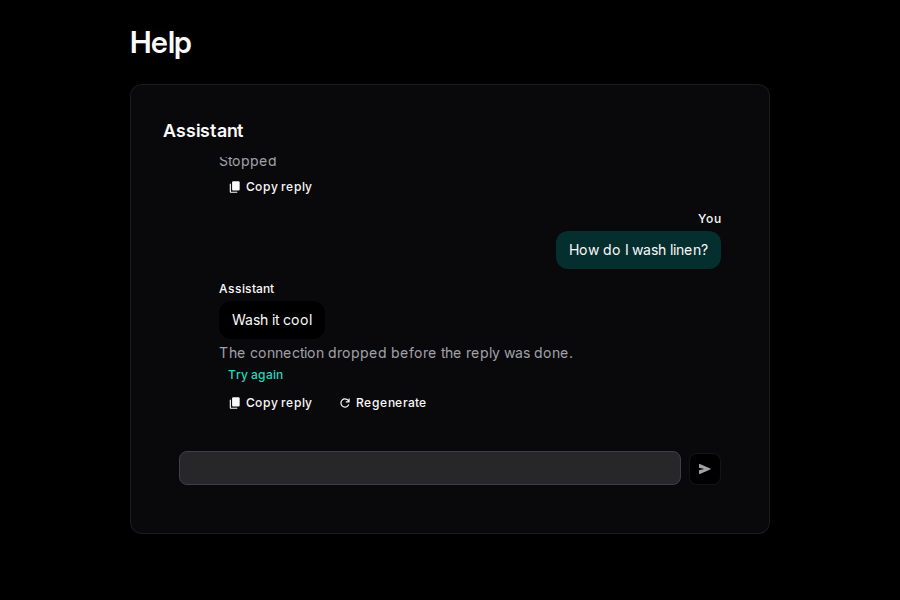 Help
Assistant
Stopped
Copy reply
You
How do I wash linen?
Assistant
Wash it cool
The connection dropped before the reply was done.
Try again
Copy reply
Regenerate